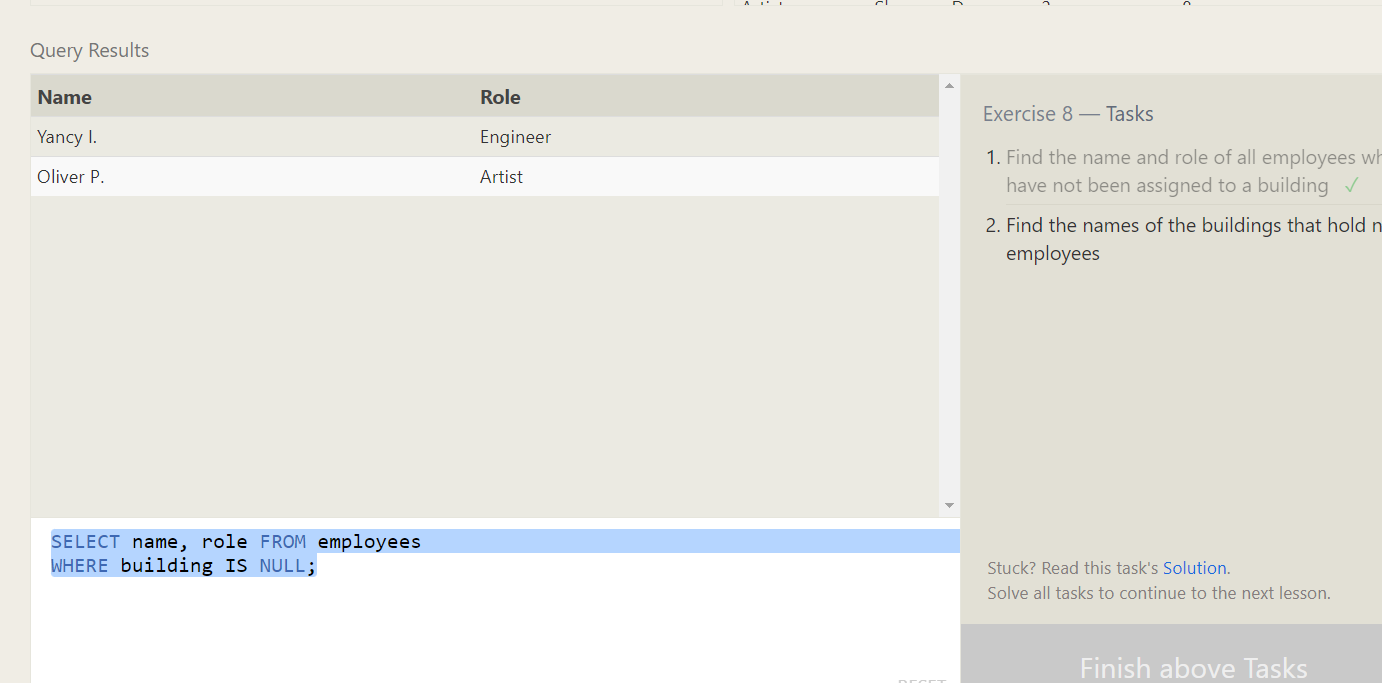 Query Results
Name Role
Yancy I. Engineer
Oliver P. Artist
SELECT name, role FROM employees
WHERE building IS NULL;
Exercise 8 — Tasks
1. Find the name and role of all employees
have not been assigned to a building ✓
2. Find the names of the buildings that hold
employees
Stuck? Read this task's Solution.
Solve all tasks to continue to the next lesson.
Finish above Tasks